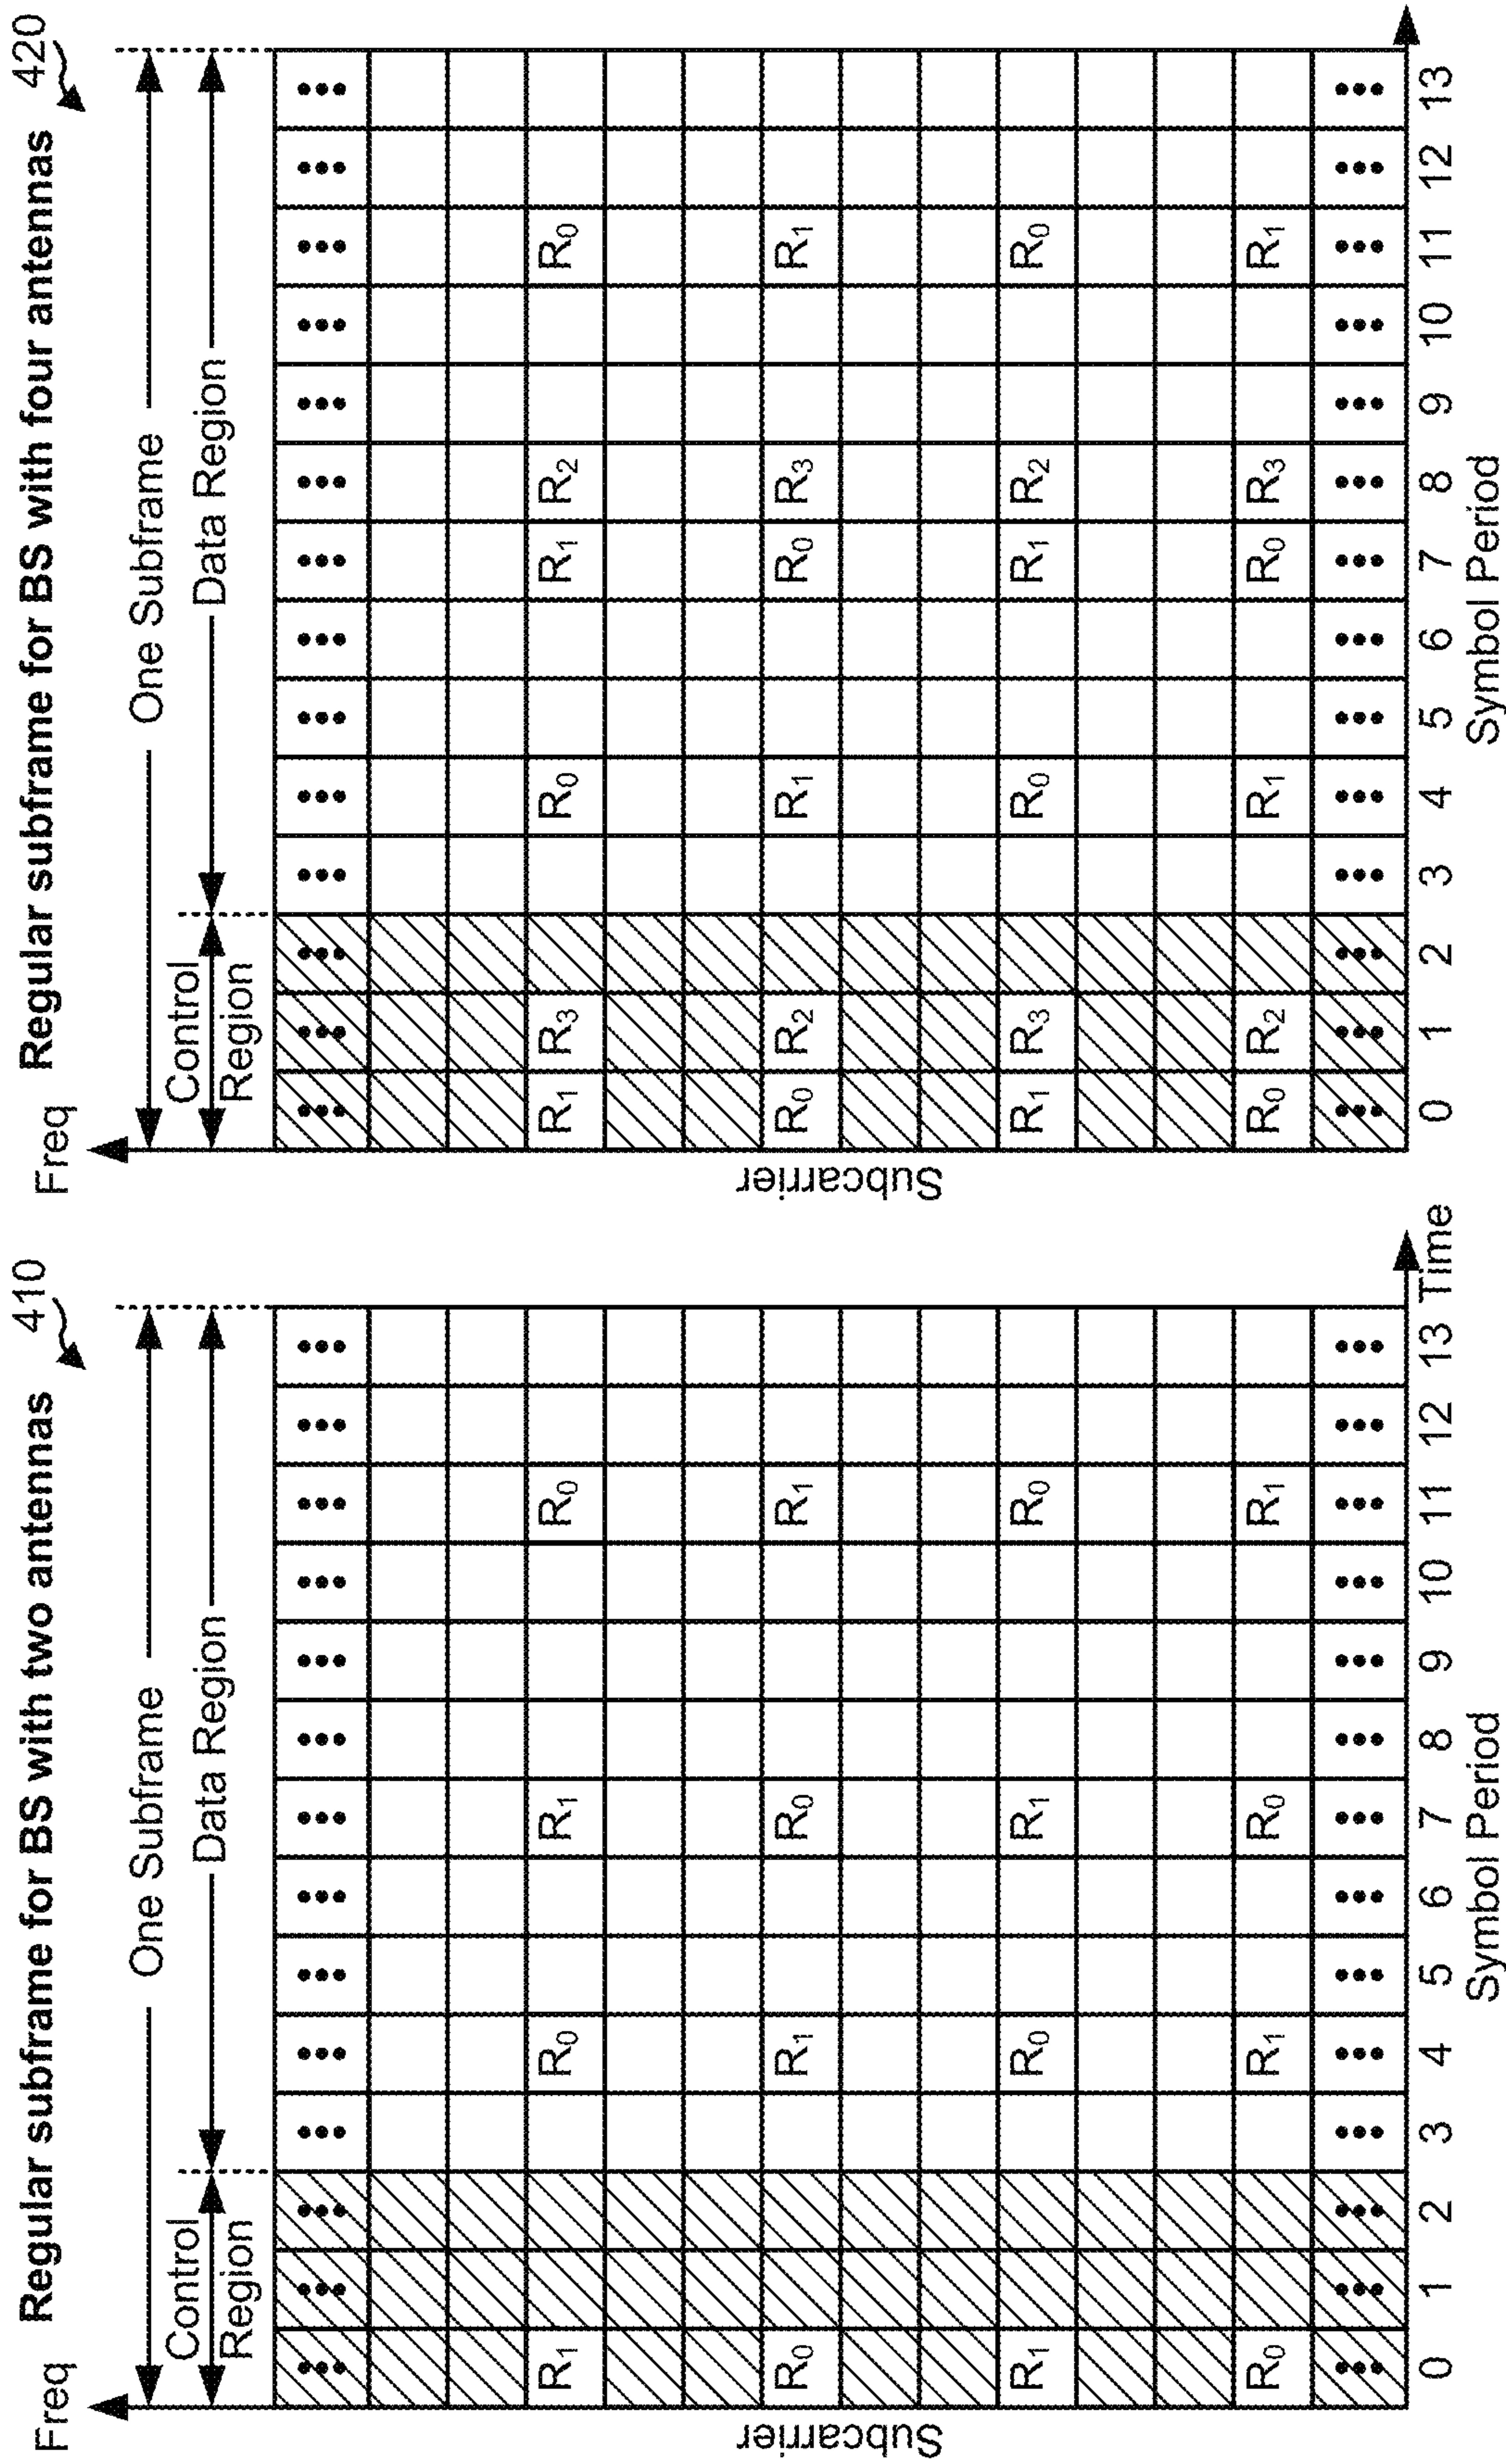 Regular subframe for BS with two antennas 410
Freq
One Subframe
Control Region
Data Region
Subcarrier
••• ••• ••• ••• ••• ••• ••• ••• ••• ••• ••• ••• ••• •••
R1 R0 R1 R0
R0 R1 R0 R1
R1 R0 R1 R0
R0 R1 R0 R1
••• ••• ••• ••• ••• ••• ••• ••• ••• ••• ••• ••• ••• •••
0 1 2 3 4 5 6 7 8 9 10 11 12 13 Time
Symbol Period
Regular subframe for BS with four antennas 420
Freq
One Subframe
Control Region
Data Region
Subcarrier
••• ••• ••• ••• ••• ••• ••• ••• ••• ••• ••• ••• ••• •••
R1 R3 R0 R1 R2 R0
R0 R2 R1 R0 R3 R1
R1 R3 R0 R1 R2 R0
R0 R2 R1 R0 R3 R1
••• ••• ••• ••• ••• ••• ••• ••• ••• ••• ••• ••• ••• •••
0 1 2 3 4 5 6 7 8 9 10 11 12 13
Symbol Period